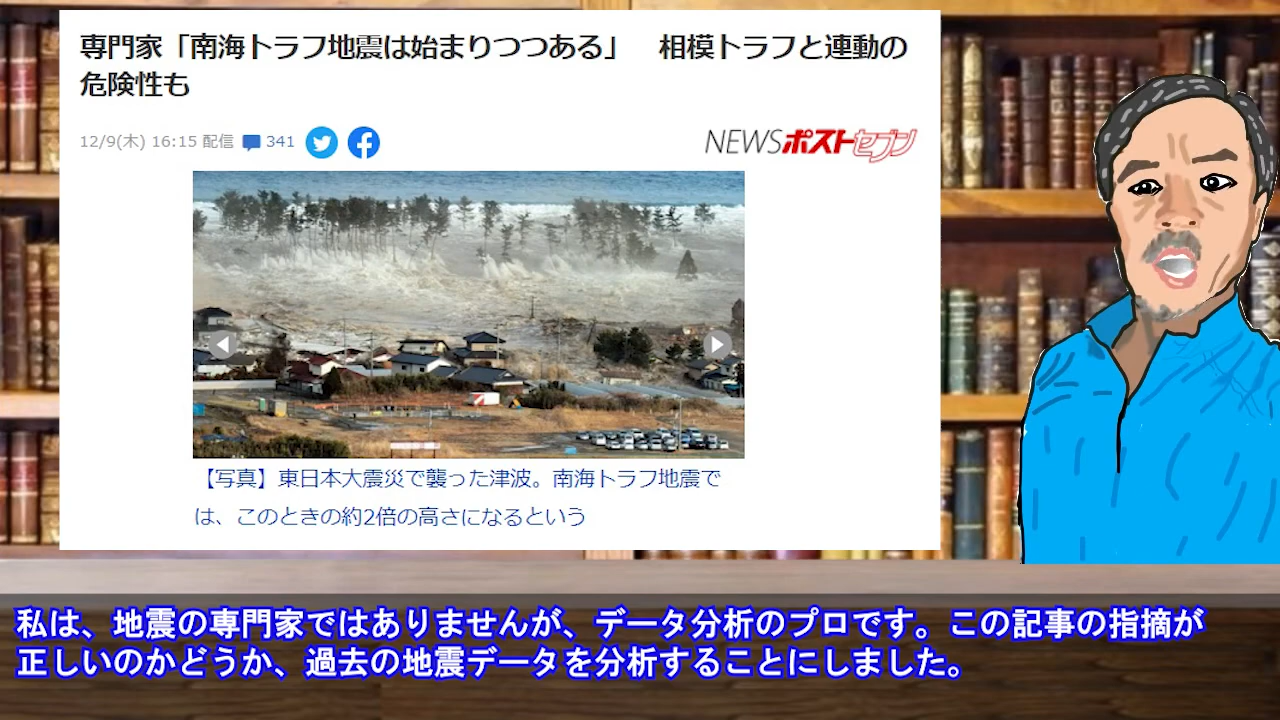 専門家「南海トラフ地震は始まりつつある」　相模トラフと連動の
危険性も
12/9(木) 16:15 配信 341
NEWSポストセブン
【写真】東日本大震災で襲った津波。南海トラフ地震で
は、このときの約2倍の高さになるという
私は、地震の専門家ではありませんが、データ分析のプロです。この記事の指摘が
正しいのかどうか、過去の地震データを分析することにしました。